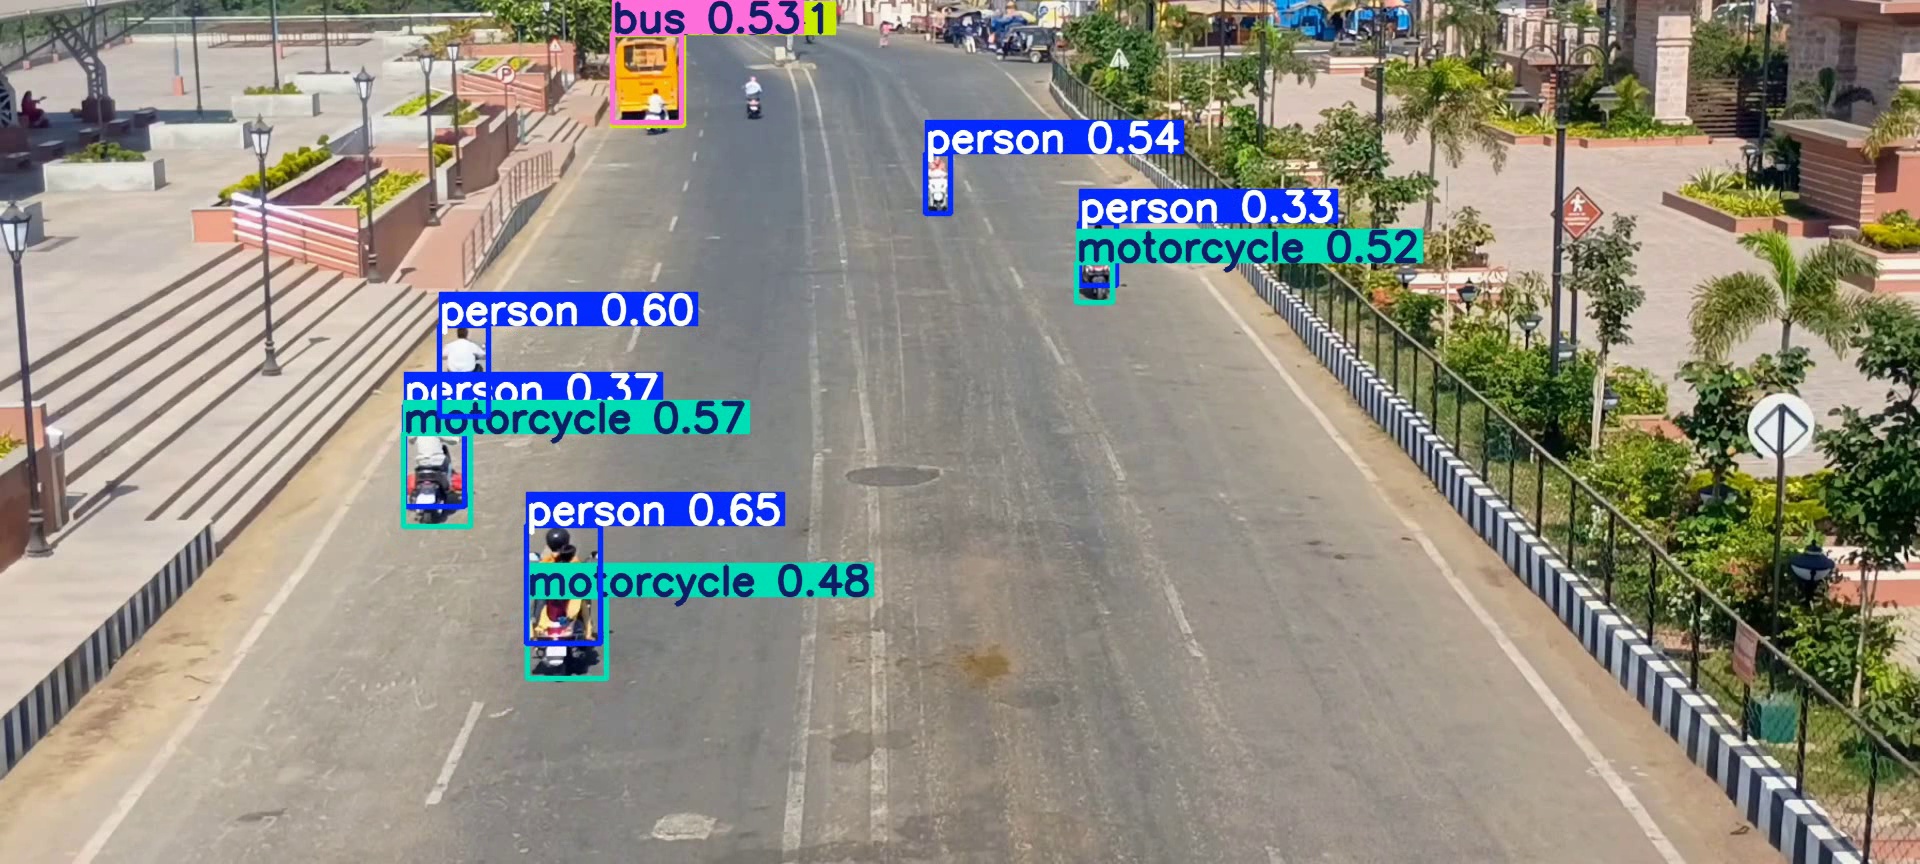 bus 0.53
1
person 0.54
person 0.33
motorcycle 0.52
person 0.60
person 0.37
motorcycle 0.57
person 0.65
motorcycle 0.48
P